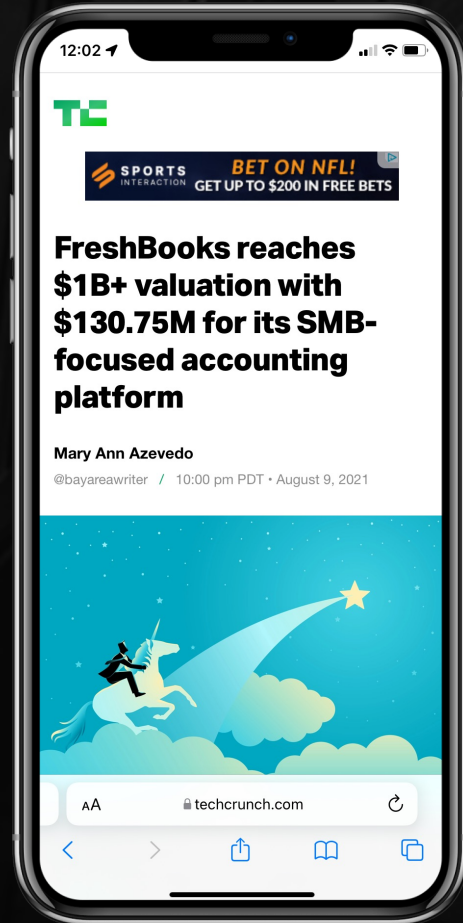 12:02
TC
SPORTS
INTERACTION
BET ON NFL!
GET UP TO $200 IN FREE BETS
FreshBooks reaches
$1B+ valuation with
$130.75M for its SMB-
focused accounting
platform
Mary Ann Azevedo
@bayareawriter / 10:00 pm PDT • August 9, 2021
AA techcrunch.com